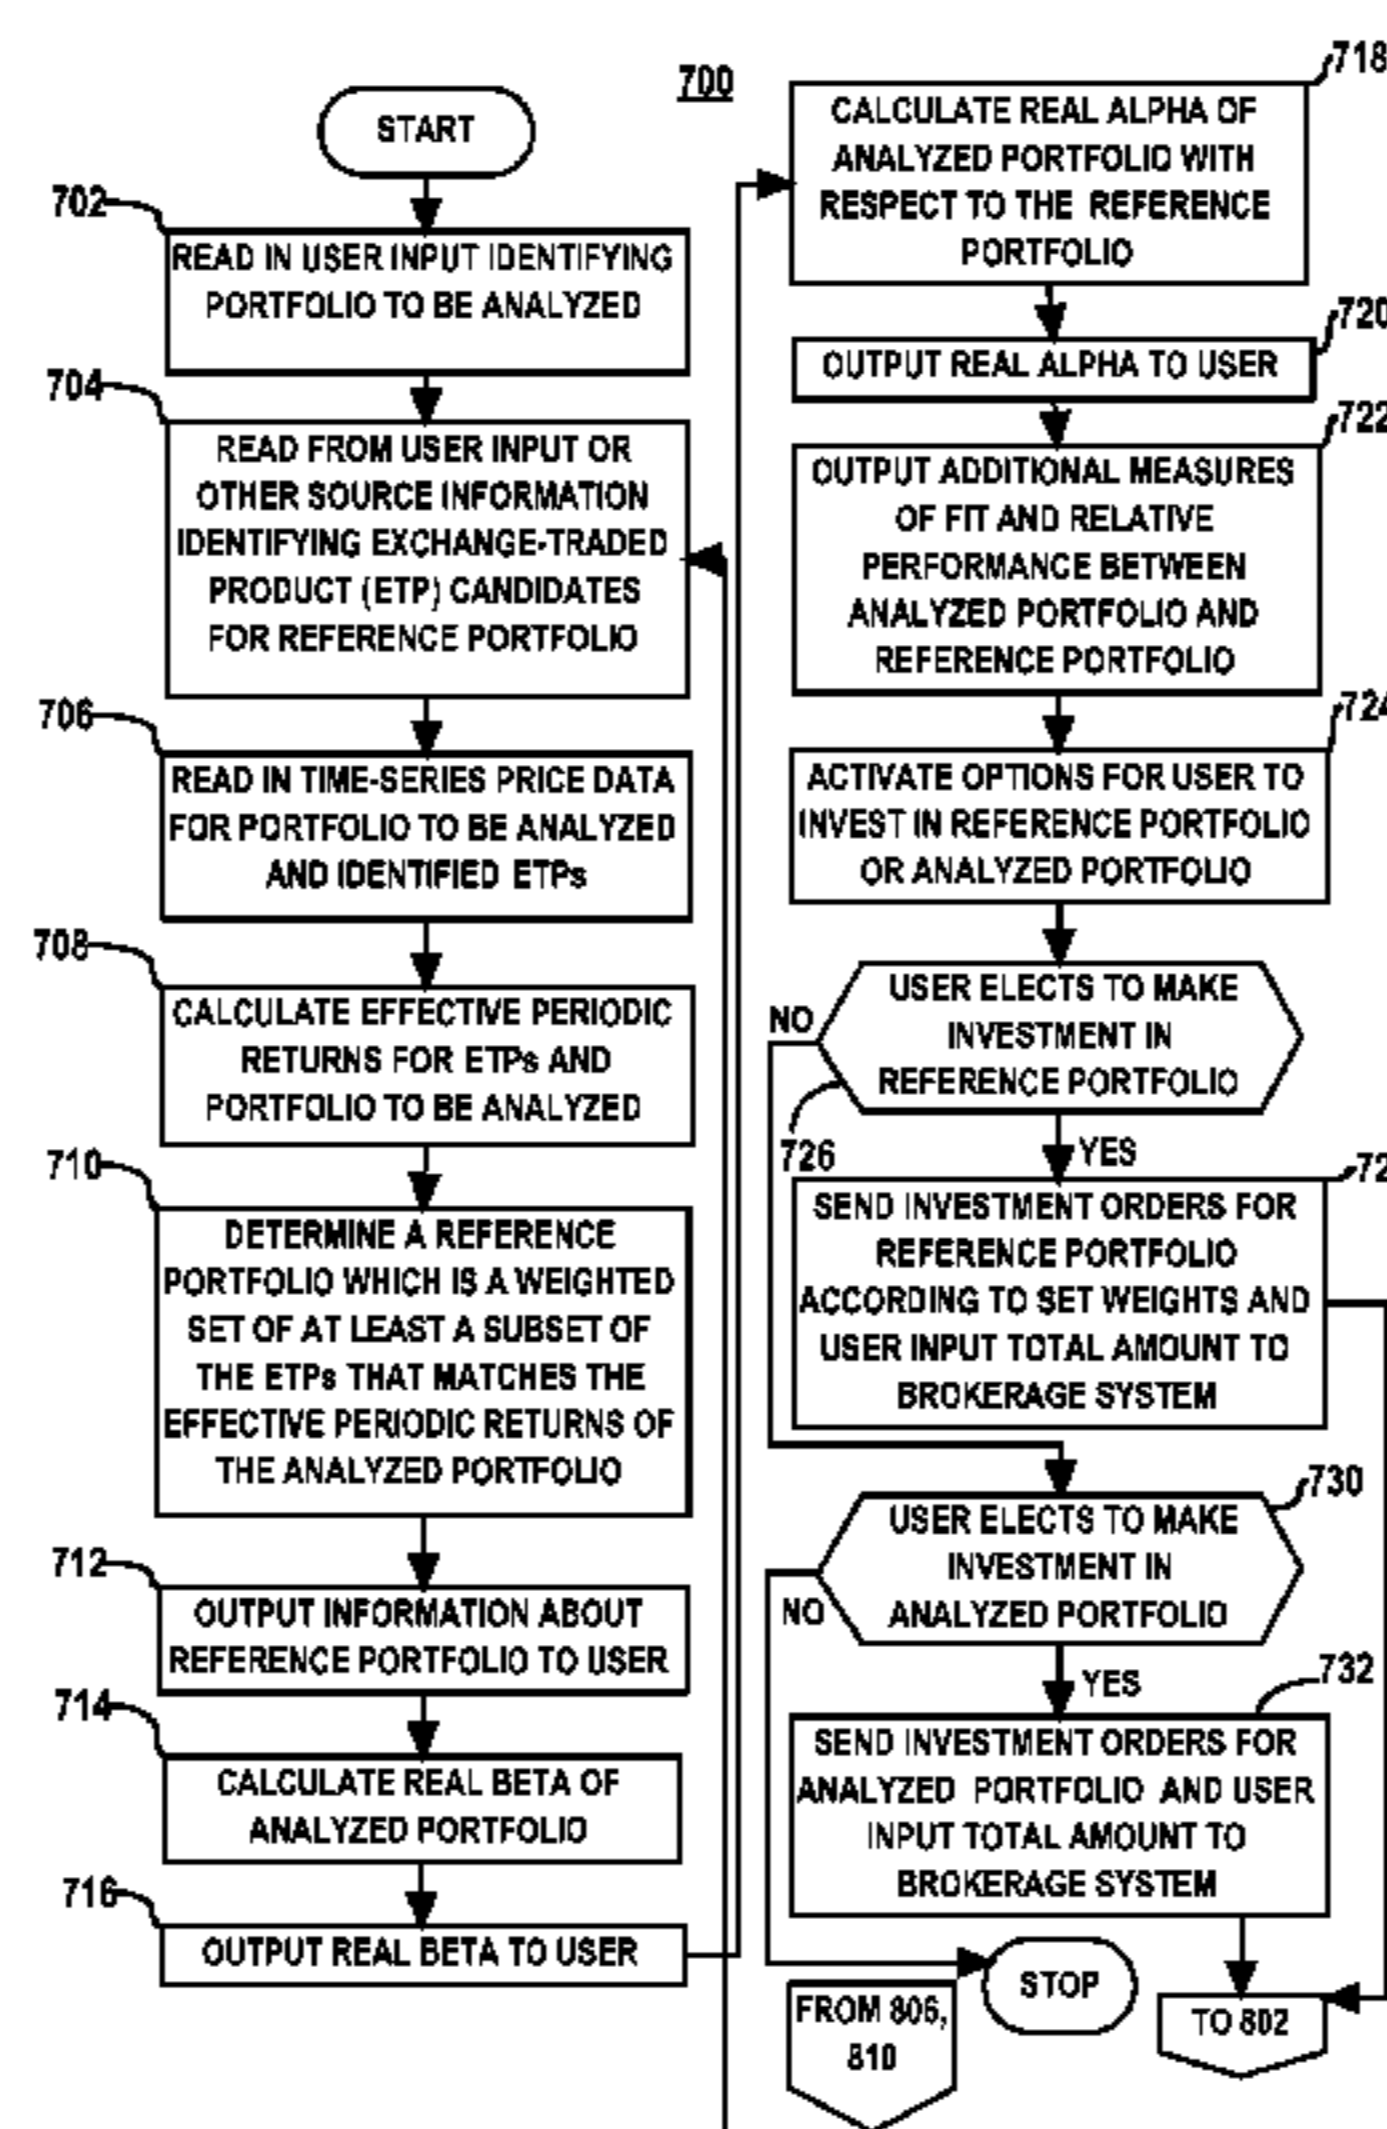 700
START
702
READ IN USER INPUT IDENTIFYING
PORTFOLIO TO BE ANALYZED
704
READ FROM USER INPUT OR
OTHER SOURCE INFORMATION
IDENTIFYING EXCHANGE-TRADED
PRODUCT (ETP) CANDIDATES
FOR REFERENCE PORTFOLIO
706
READ IN TIME-SERIES PRICE DATA
FOR PORTFOLIO TO BE ANALYZED
AND IDENTIFIED ETPs
708
CALCULATE EFFECTIVE PERIODIC
RETURNS FOR ETPs AND
PORTFOLIO TO BE ANALYZED
710
DETERMINE A REFERENCE
PORTFOLIO WHICH IS A WEIGHTED
SET OF AT LEAST A SUBSET OF
THE ETPs THAT MATCHES THE
EFFECTIVE PERIODIC RETURNS OF
THE ANALYZED PORTFOLIO
712
OUTPUT INFORMATION ABOUT
REFERENCE PORTFOLIO TO USER
714
CALCULATE REAL BETA OF
ANALYZED PORTFOLIO
716
OUTPUT REAL BETA TO USER
718
CALCULATE REAL ALPHA OF
ANALYZED PORTFOLIO WITH
RESPECT TO THE REFERENCE
PORTFOLIO
720
OUTPUT REAL ALPHA TO USER
722
OUTPUT ADDITIONAL MEASURES
OF FIT AND RELATIVE
PERFORMANCE BETWEEN
ANALYZED PORTFOLIO AND
REFERENCE PORTFOLIO
724
ACTIVATE OPTIONS FOR USER TO
INVEST IN REFERENCE PORTFOLIO
OR ANALYZED PORTFOLIO
USER ELECTS TO MAKE
INVESTMENT IN
REFERENCE PORTFOLIO
NO
726
YES
72
SEND INVESTMENT ORDERS FOR
REFERENCE PORTFOLIO
ACCORDING TO SET WEIGHTS AND
USER INPUT TOTAL AMOUNT TO
BROKERAGE SYSTEM
730
USER ELECTS TO MAKE
INVESTMENT IN
ANALYZED PORTFOLIO
NO
YES
732
SEND INVESTMENT ORDERS FOR
ANALYZED PORTFOLIO AND USER
INPUT TOTAL AMOUNT TO
BROKERAGE SYSTEM
STOP
FROM 806,
810
TO 802